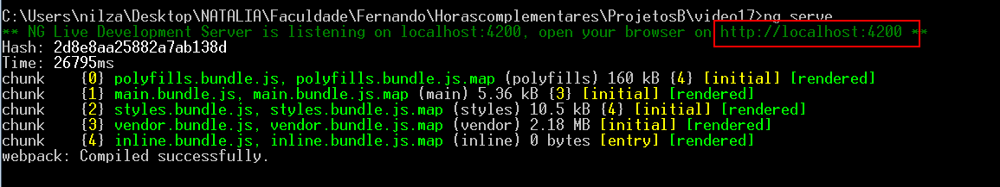 C:\Users\nilza\Desktop\NATALIA\Faculdade\Fernando\Horascomplementares\ProjetosB\video17>ng serve
** NG Live Development Server is listening on localhost:4200, open your browser on http://localhost:4200 **
Hash: 2d8e8aa25882a7ab138d
Time: 26795ms
chunk    {0} polyfills.bundle.js, polyfills.bundle.js.map (polyfills) 160 kB {4} [initial] [rendered]
chunk    {1} main.bundle.js, main.bundle.js.map (main) 5.36 kB {3} [initial] [rendered]
chunk    {2} styles.bundle.js, styles.bundle.js.map (styles) 10.5 kB {4} [initial] [rendered]
chunk    {3} vendor.bundle.js, vendor.bundle.js.map (vendor) 2.18 MB [initial] [rendered]
chunk    {4} inline.bundle.js, inline.bundle.js.map (inline) 0 bytes [entry] [rendered]
webpack: Compiled successfully.